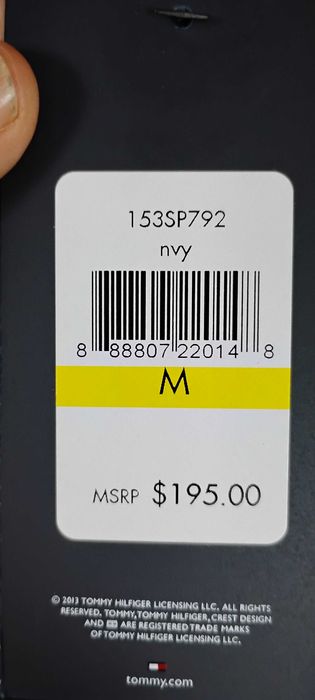 153SP792
nvy
8 88807 22014 8
M
MSRP $195.00
© 2013 TOMMY HILFIGER LICENSING LLC. ALL RIGHTS
RESERVED. TOMMY, TOMMY HILFIGER, CREST DESIGN
AND ARE REGISTERED TRADE MARKS
OF TOMMY HILFIGER LICENSING LLC.
tommy.com